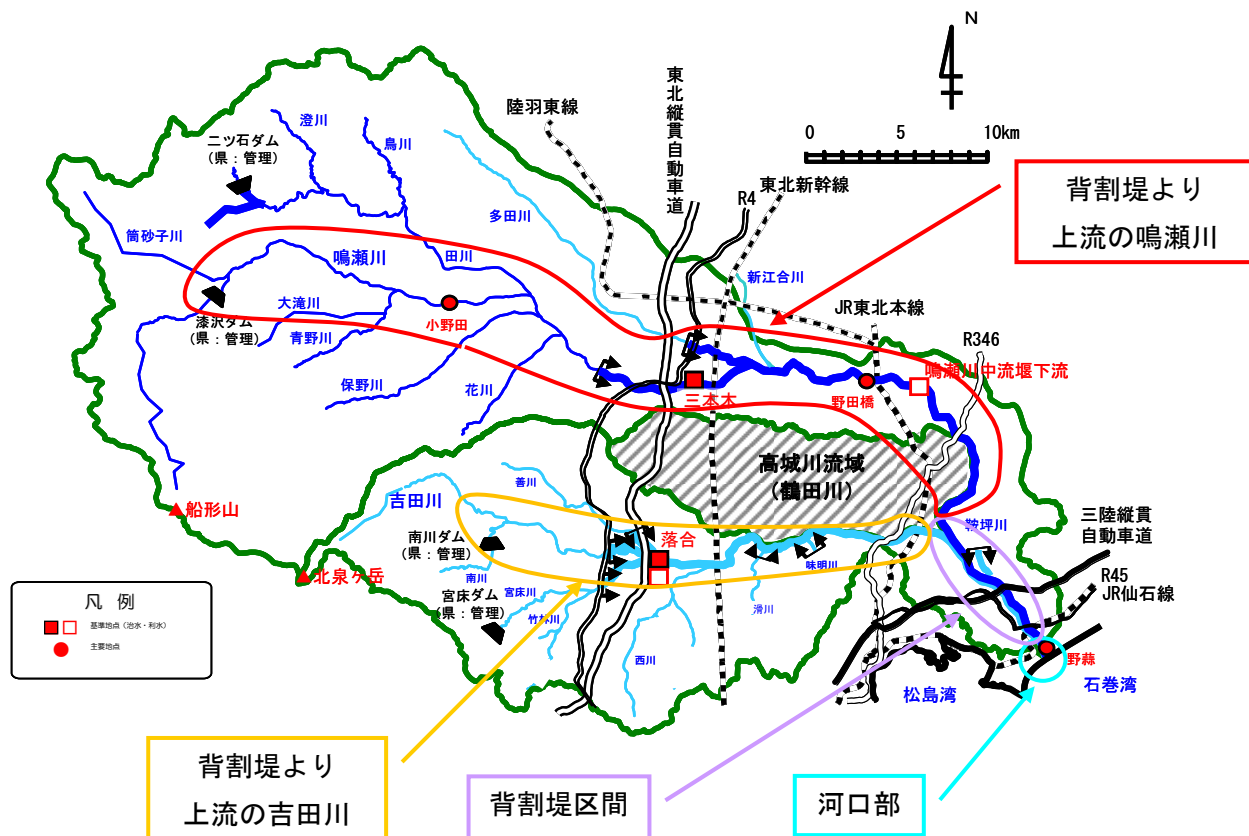 N
0 5 10km
陸羽東線
東北縦貫自動車道
澄川
二ツ石ダム
(県:管理)
鳥川
R4
東北新幹線
背割堤より
上流の鳴瀬川
多田川
筒砂子川
鳴瀬川
田川
新江合川
JR東北本線
大滝川
小野田
漆沢ダム
(県:管理)
青野川
R346
鳴瀬川中流堰下流
保野川
花川
三本木
野田橋
高城川流域
(鶴田川)
船形山
吉田川
善川
鞍坪川
三陸縦貫
自動車道
落合
南川ダム
(県:管理)
味明川
北泉ヶ岳
南川
宮床川
宮床ダム
(県:管理)
竹林川
滑川
R45
JR仙石線
凡例
基準地点(治水・利水)
主要地点
西川
野蒜
松島湾
石巻湾
背割堤より
上流の吉田川
背割堤区間
河口部